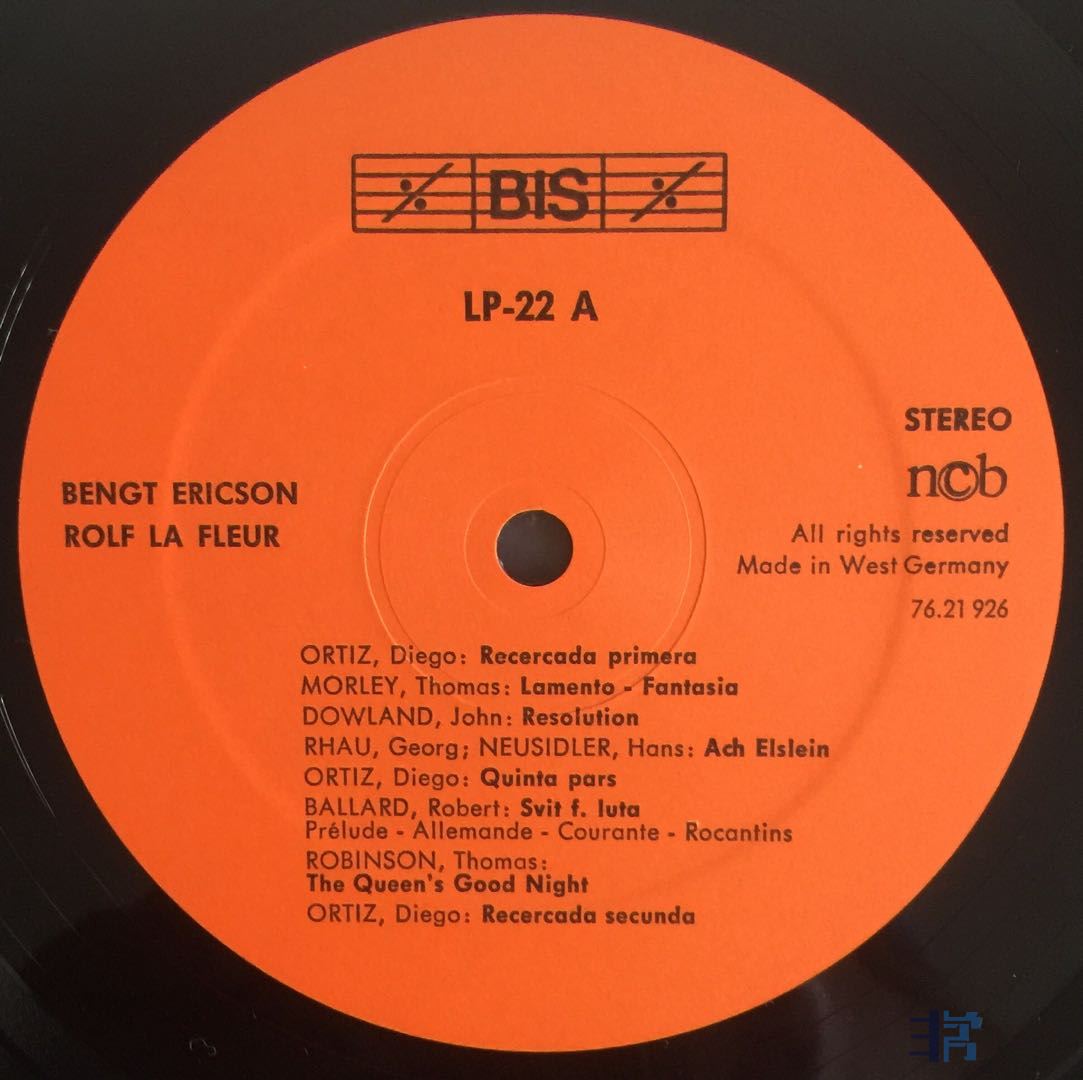 BIS
LP-22 A
STEREO
ncb
BENGT ERICSON
ROLF LA FLEUR
All rights reserved
Made in West Germany
76.21 926
ORTIZ, Diego: Recercada primera
MORLEY, Thomas: Lamento - Fantasia
DOWLAND, John: Resolution
RHAU, Georg; NEUSIDLER, Hans: Ach Elslein
ORTIZ, Diego: Quinta pars
BALLARD, Robert: Svit f. luta
Prélude - Allemande - Courante - Rocantins
ROBINSON, Thomas:
The Queen's Good Night
ORTIZ, Diego: Recercada secunda